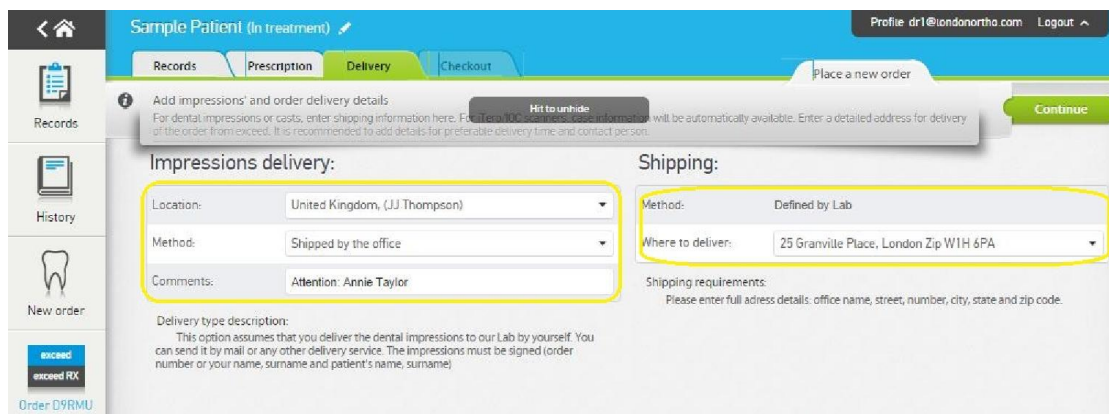 Sample Patient (In treatment)
Profile dr1@londonortho.com Logout
Records Prescription Delivery Checkout
Place a new order
Add impressions' and order delivery details
Hit to unhide
For dental impressions or casts, enter shipping information here. For iTero/IOC scanners, case information will be automatically available. Enter a detailed address for delivery
of the order from exceed. It is recommended to add details for preferable delivery time and contact person.
Continue
Records
History
New order
exceed
exceed RX
Order D9RMU
Impressions delivery:
Location: United Kingdom, (JJ Thompson)
Method: Shipped by the office
Comments: Attention: Annie Taylor
Delivery type description:
This option assumes that you deliver the dental impressions to our Lab by yourself. You
can send it by mail or any other delivery service. The impressions must be signed (order
number or your name, surname and patient's name, surname)
Shipping:
Method: Defined by Lab
Where to deliver: 25 Granville Place, London Zip W1H 6PA
Shipping requirements:
Please enter full adress details: office name, street, number, city, state and zip code.